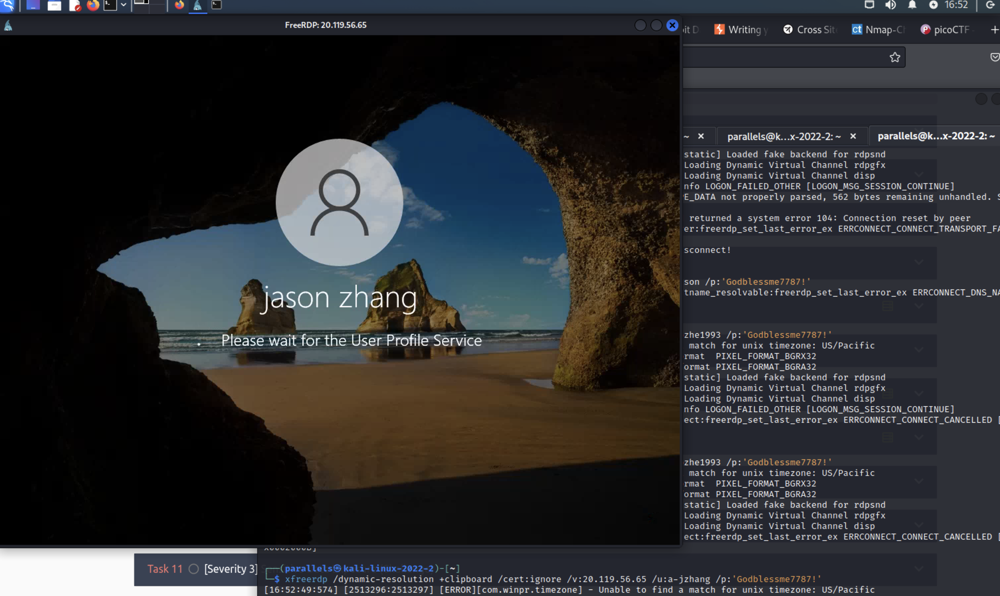 16:52
FreeRDP: 20.119.56.65
Writing
Cross Sit
ct Nmap-C
picoCTF
~ × parallels@k...x-2022-2: ~ × parallels@k...x-2022-2: ~
static] Loaded fake backend for rdpsnd
Loading Dynamic Virtual Channel rdpgfx
Loading Dynamic Virtual Channel disp
nfo LOGON_FAILED_OTHER [LOGON_MSG_SESSION_CONTINUE]
E_DATA not properly parsed, 562 bytes remaining unhandled.
returned a system error 104: Connection reset by peer
er:freerdp_set_last_error_ex ERRCONNECT_CONNECT_TRANSPORT_FA
sconnect!
son /p:'Godblessme7787!'
tname_resolvable:freerdp_set_last_error_ex ERRCONNECT_DNS_NA
zhe1993 /p:'Godblessme7787!'
match for unix timezone: US/Pacific
rmat PIXEL_FORMAT_BGRX32
ormat PIXEL_FORMAT_BGRA32
static] Loaded fake backend for rdpsnd
Loading Dynamic Virtual Channel rdpgfx
Loading Dynamic Virtual Channel disp
nfo LOGON_FAILED_OTHER [LOGON_MSG_SESSION_CONTINUE]
ect:freerdp_set_last_error_ex ERRCONNECT_CONNECT_CANCELLED [
zhe1993 /p:'Godblessme7787!'
match for unix timezone: US/Pacific
rmat PIXEL_FORMAT_BGRX32
ormat PIXEL_FORMAT_BGRA32
static] Loaded fake backend for rdpsnd
Loading Dynamic Virtual Channel rdpgfx
Loading Dynamic Virtual Channel disp
ect:freerdp_set_last_error_ex ERRCONNECT_CONNECT_CANCELLED [
jason zhang
Please wait for the User Profile Service
Task 11 [Severity 3]
(parallels㉿kali-linux-2022-2)-[~]
$ xfreerdp /dynamic-resolution +clipboard /cert:ignore /v:20.119.56.65 /u:a-jzhang /p:'Godblessme7787!'
[16:52:49:574] [2513296:2513297] [ERROR][com.winpr.timezone] - Unable to find a match for unix timezone: US/Pacific